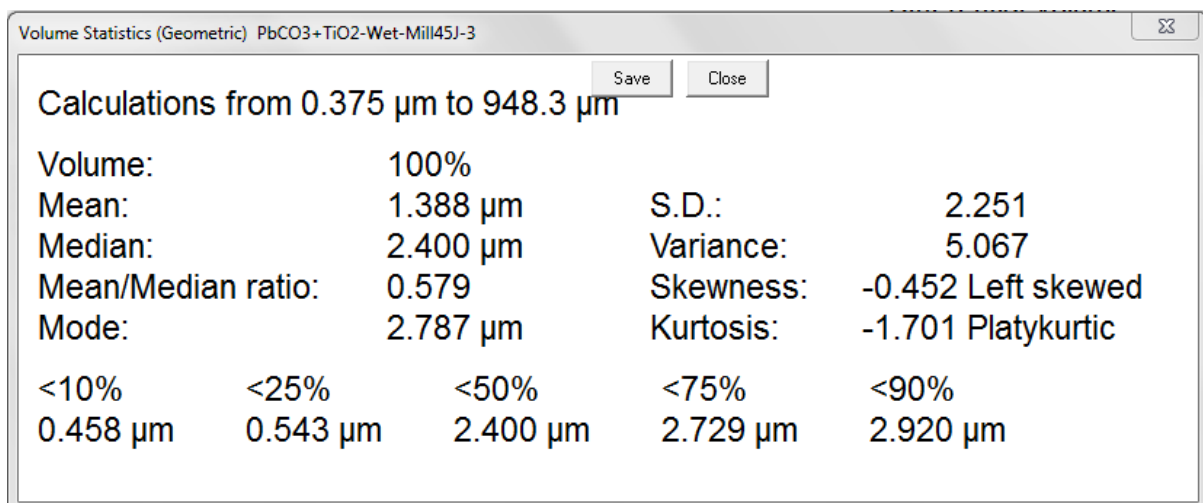 Volume Statistics (Geometric) PbCO3+TiO2-Wet-Mill45J-3
Save Close
Calculations from 0.375 µm to 948.3 µm
Volume: 100%
Mean: 1.388 µm S.D.: 2.251
Median: 2.400 µm Variance: 5.067
Mean/Median ratio: 0.579 Skewness: -0.452 Left skewed
Mode: 2.787 µm Kurtosis: -1.701 Platykurtic
<10% <25% <50% <75% <90%
0.458 µm 0.543 µm 2.400 µm 2.729 µm 2.920 µm